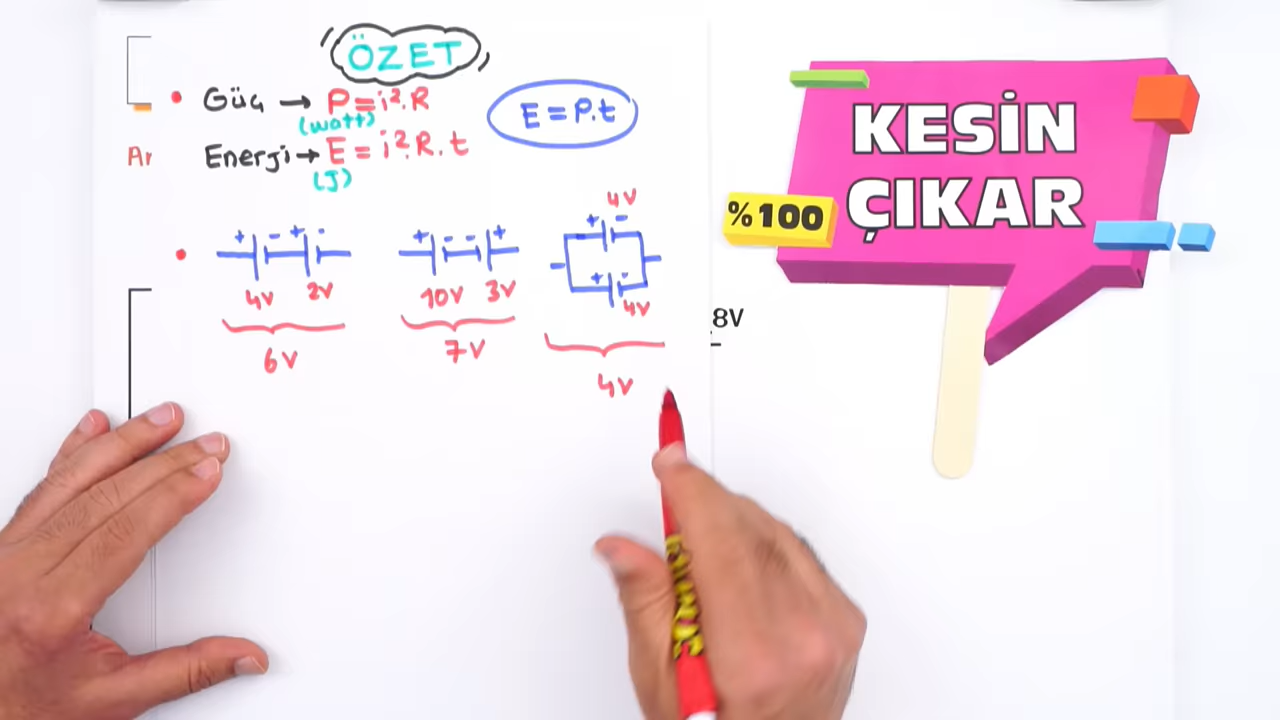 ÖZET
• Güç → P = i².R
(watt)
E = P.t
Ar
Enerji → E = i².R.t
(J)
KESİN
ÇIKAR
%100
4V
+ - + -
+ - - +
+ -
+ -
4V 2V
10V 3V
4V
6V
7V
4V
8V